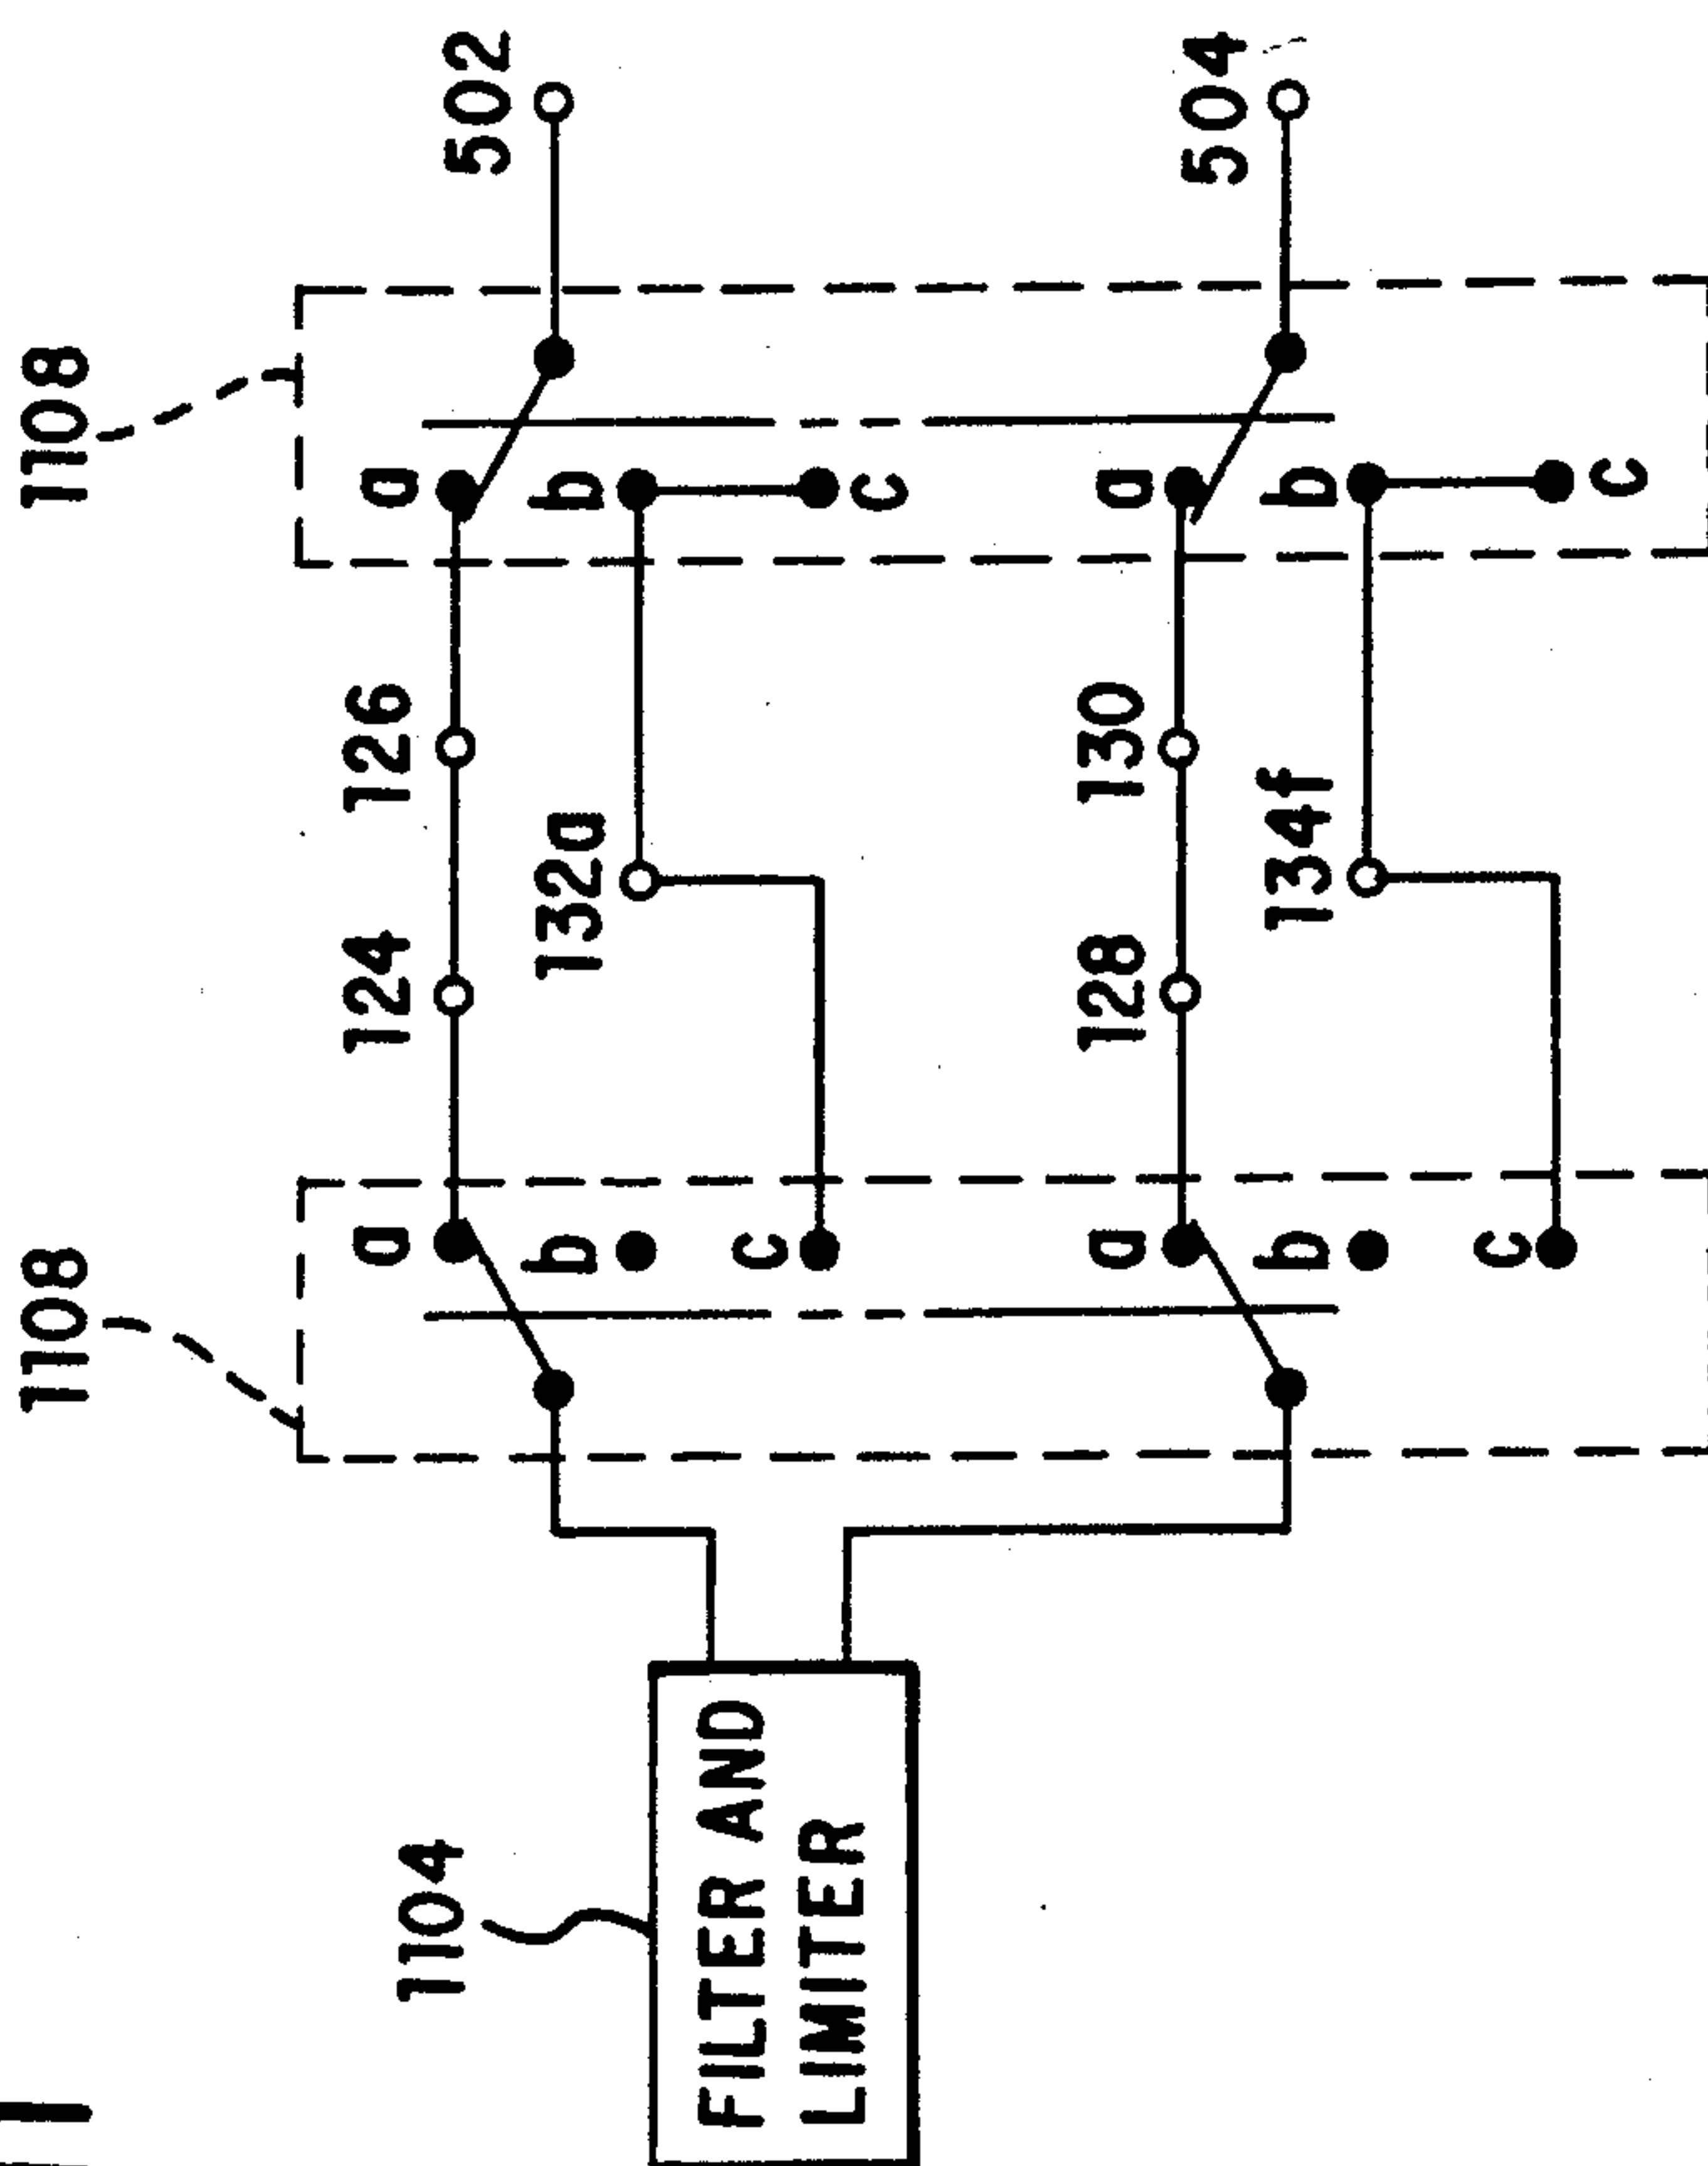 1108
1108
a
124
126
a
1104
502
b
132a
b
FILTER AND
LIMITER
c
c
a
128
130
a
504
b
134f
b
c
c